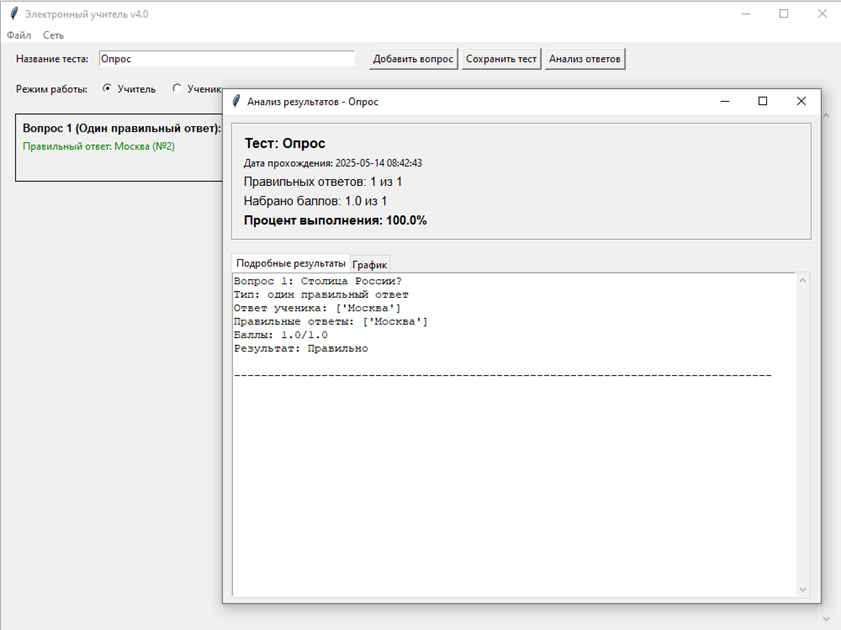 Электронный учитель v4.0
Файл Сеть
Название теста: Опрос Добавить вопрос Сохранить тест Анализ ответов
Режим работы: Учитель Ученик
Вопрос 1 (Один правильный ответ):
Правильный ответ: Москва (№2)
Анализ результатов - Опрос
Тест: Опрос
Дата прохождения: 2025-05-14 08:42:43
Правильных ответов: 1 из 1
Набрано баллов: 1.0 из 1
Процент выполнения: 100.0%
Подробные результаты График
Вопрос 1: Столица России?
Тип: один правильный ответ
Ответ ученика: ['Москва']
Правильные ответы: ['Москва']
Баллы: 1.0/1.0
Результат: Правильно
--------------------------------------------------------------------------------